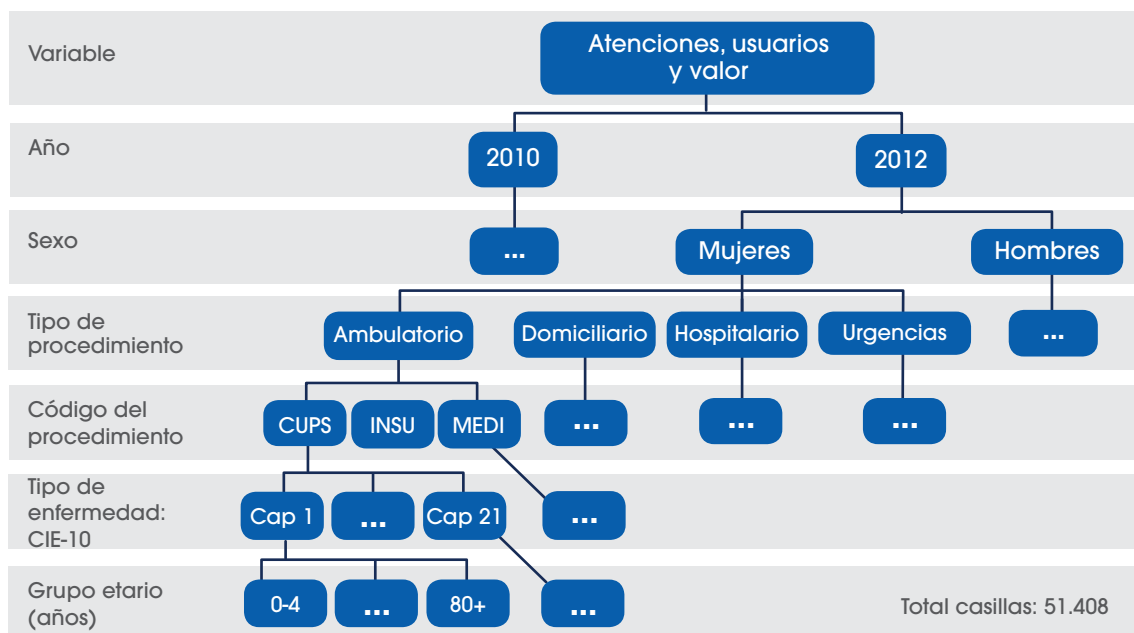 Variable
Atenciones, usuarios
y valor
Año
2010
2012
Sexo
...
Mujeres
Hombres
Tipo de
procedimiento
Ambulatorio
Domiciliario
Hospitalario
Urgencias
...
Código del
procedimiento
CUPS
INSU
MEDI
...
...
...
Tipo de
enfermedad:
CIE-10
Cap 1
...
Cap 21
...
Grupo etario
(años)
0-4
...
80+
...
Total casillas: 51.408